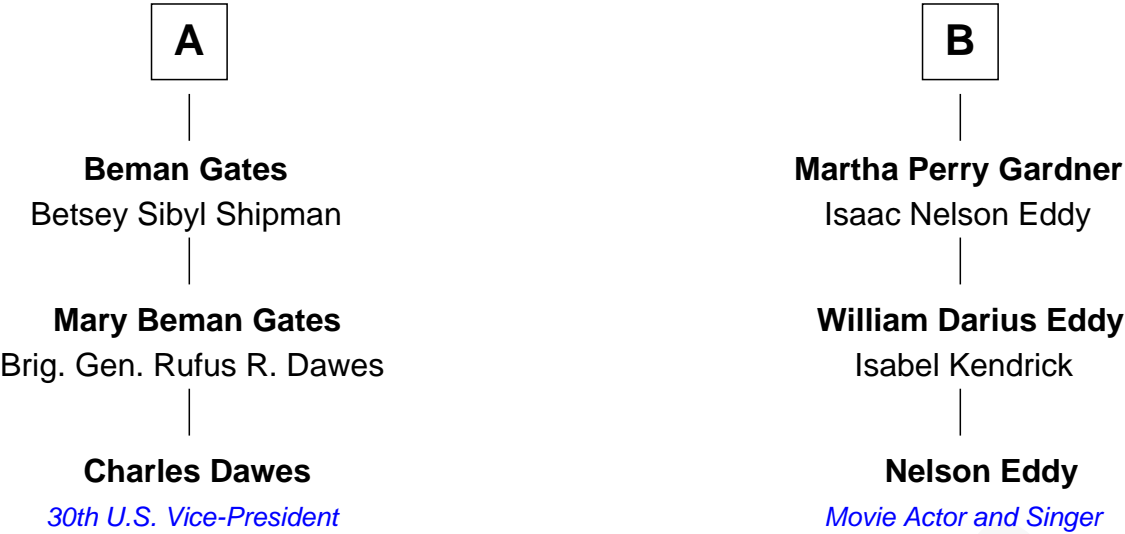 A
Beman Gates
Betsey Sibyl Shipman
Mary Beman Gates
Brig. Gen. Rufus R. Dawes
Charles Dawes
30th U.S. Vice-President
B
Martha Perry Gardner
Isaac Nelson Eddy
William Darius Eddy
Isabel Kendrick
Nelson Eddy
Movie Actor and Singer